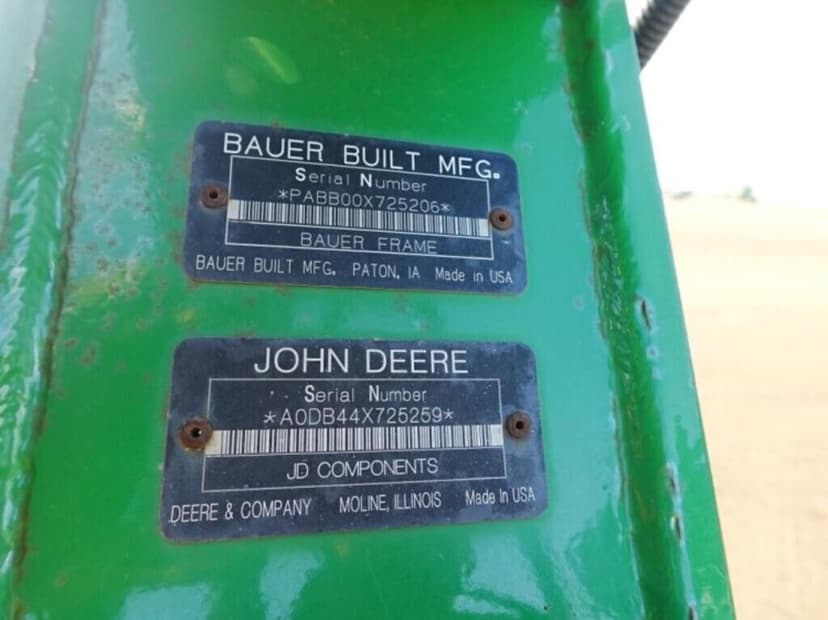 BAUER BUILT MFG.
Serial Number
*PABB00X725206*
BAUER FRAME
BAUER BUILT MFG. PATON, IA Made in USA
JOHN DEERE
Serial Number
*A0DB44X725259*
JD COMPONENTS
DEERE & COMPANY MOLINE, ILLINOIS Made In USA